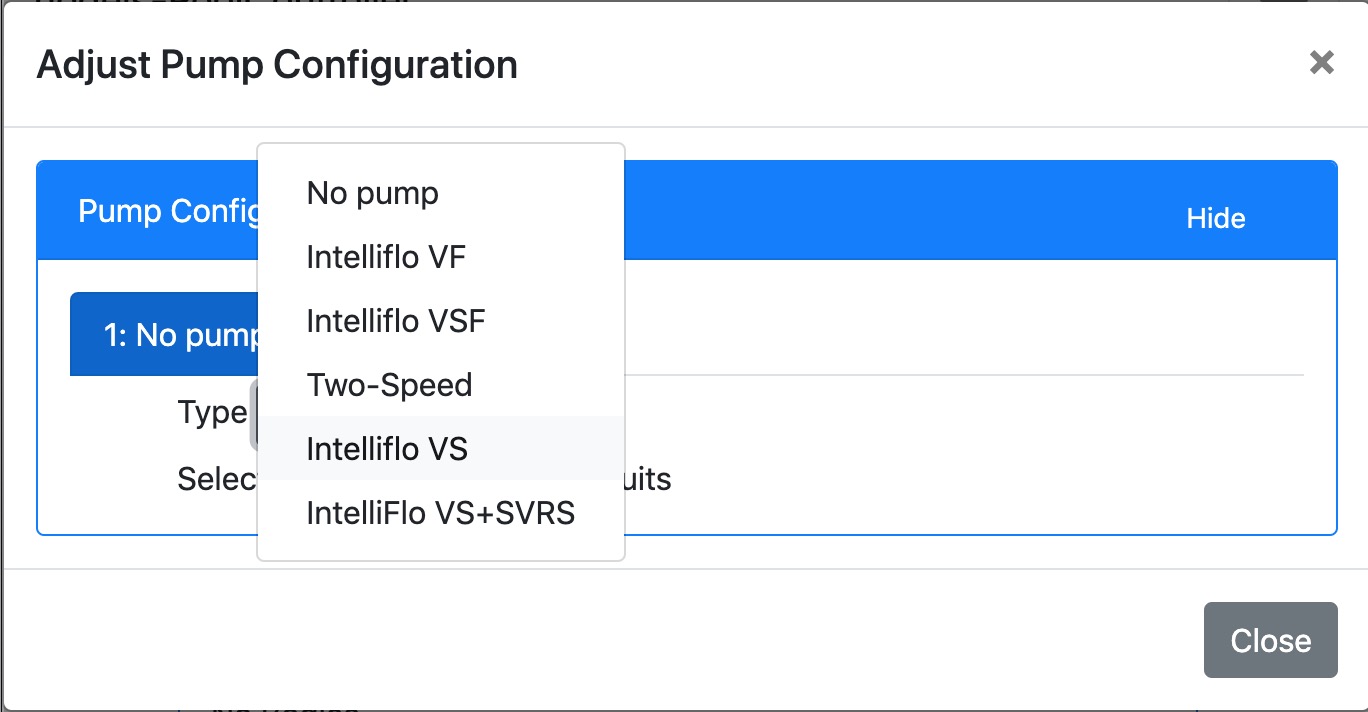 Adjust Pump Configuration
×
Pump Config
Hide
No pump
Intelliflo VF
Intelliflo VSF
1: No pump
Two-Speed
Type
Intelliflo VS
Selec
uits
IntelliFlo VS+SVRS
Close